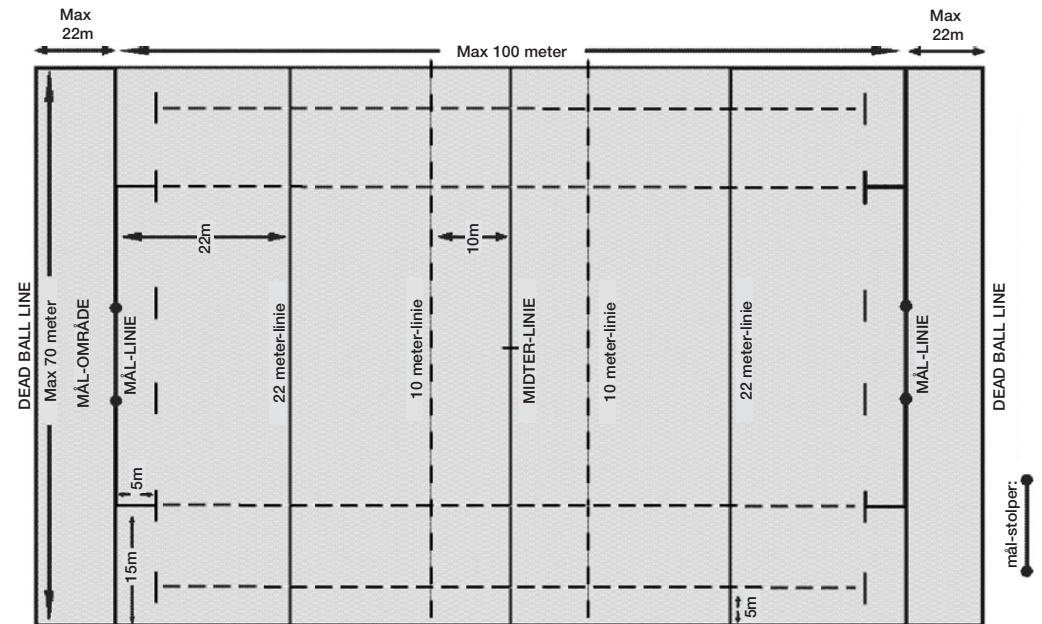 Max
22m
Max 100 meter
Max
22m
22m
10m
DEAD BALL LINE
Max 70 meter
MÅL-OMRÅDE
MÅL-LINIE
22 meter-linie
10 meter-linie
MIDTER-LINIE
10 meter-linie
22 meter-linie
MÅL-LINIE
DEAD BALL LINE
5m
15m
5m
mål-stolper: